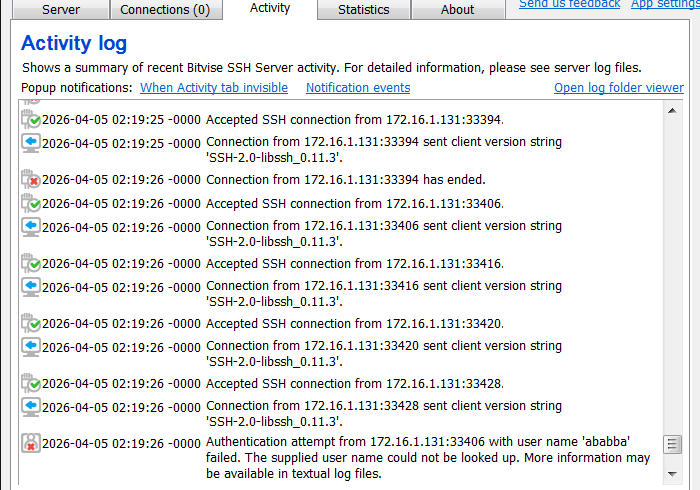 Server Connections (0) Activity Statistics About Send us feedback App settings
Activity log
Shows a summary of recent Bitvise SSH Server activity. For detailed information, please see server log files.
Popup notifications: When Activity tab invisible Notification events Open log folder viewer
2026-04-05 02:19:25 -0000 Accepted SSH connection from 172.16.1.131:33394.
2026-04-05 02:19:25 -0000 Connection from 172.16.1.131:33394 sent client version string
'SSH-2.0-libssh_0.11.3'.
2026-04-05 02:19:26 -0000 Connection from 172.16.1.131:33394 has ended.
2026-04-05 02:19:26 -0000 Accepted SSH connection from 172.16.1.131:33406.
2026-04-05 02:19:26 -0000 Connection from 172.16.1.131:33406 sent client version string
'SSH-2.0-libssh_0.11.3'.
2026-04-05 02:19:26 -0000 Accepted SSH connection from 172.16.1.131:33416.
2026-04-05 02:19:26 -0000 Connection from 172.16.1.131:33416 sent client version string
'SSH-2.0-libssh_0.11.3'.
2026-04-05 02:19:26 -0000 Accepted SSH connection from 172.16.1.131:33420.
2026-04-05 02:19:26 -0000 Connection from 172.16.1.131:33420 sent client version string
'SSH-2.0-libssh_0.11.3'.
2026-04-05 02:19:26 -0000 Accepted SSH connection from 172.16.1.131:33428.
2026-04-05 02:19:26 -0000 Connection from 172.16.1.131:33428 sent client version string
'SSH-2.0-libssh_0.11.3'.
2026-04-05 02:19:26 -0000 Authentication attempt from 172.16.1.131:33406 with user name 'ababba'
failed. The supplied user name could not be looked up. More information may
be available in textual log files.